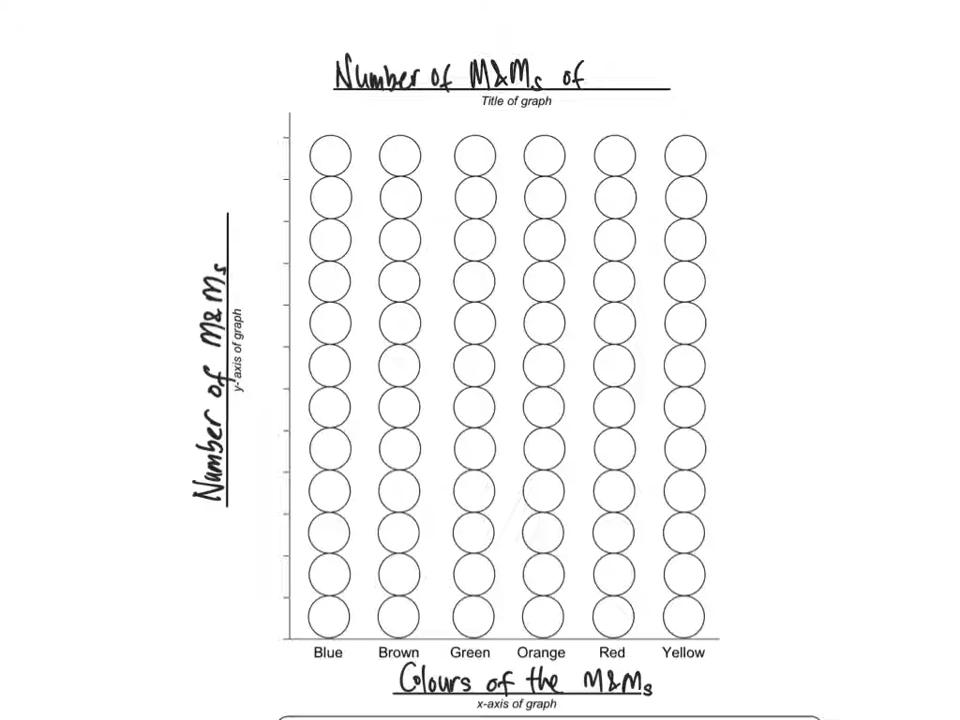 Number of M&Ms of
Title of graph
Number of M&Ms
y- axis of graph
Blue Brown Green Orange Red Yellow
Colours of the M&Ms
x-axis of graph